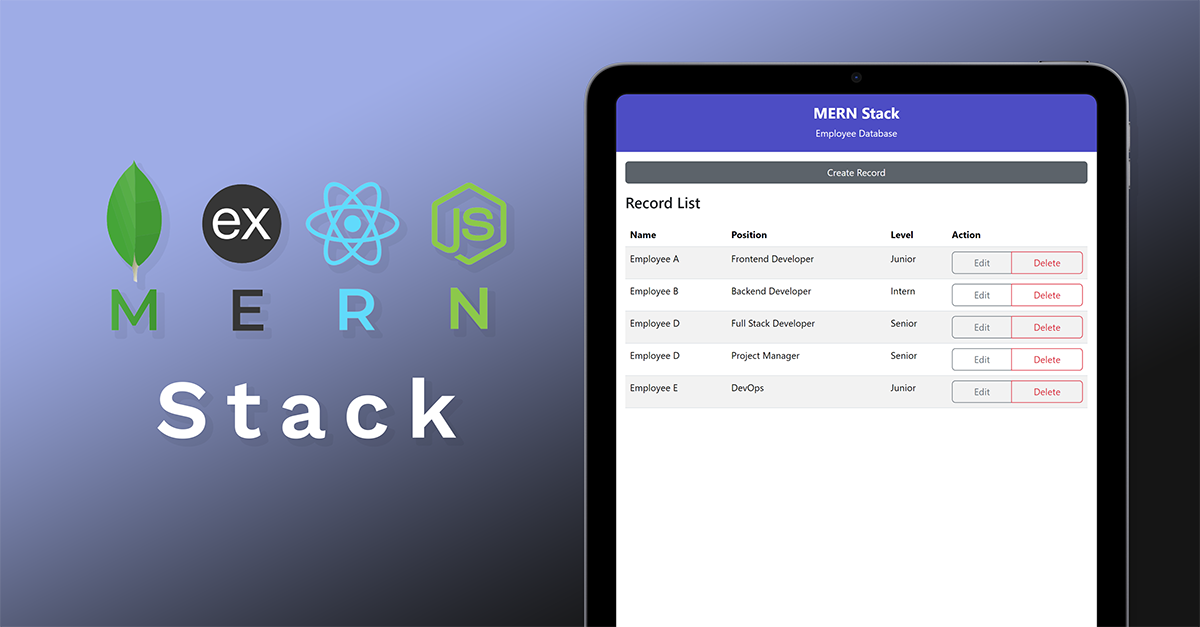 ex
JS
M E R N
Stack
MERN Stack
Employee Database
Create Record
Record List
Name Position Level Action
Employee A Frontend Developer Junior Edit Delete
Employee B Backend Developer Intern Edit Delete
Employee D Full Stack Developer Senior Edit Delete
Employee D Project Manager Senior Edit Delete
Employee E DevOps Junior Edit Delete